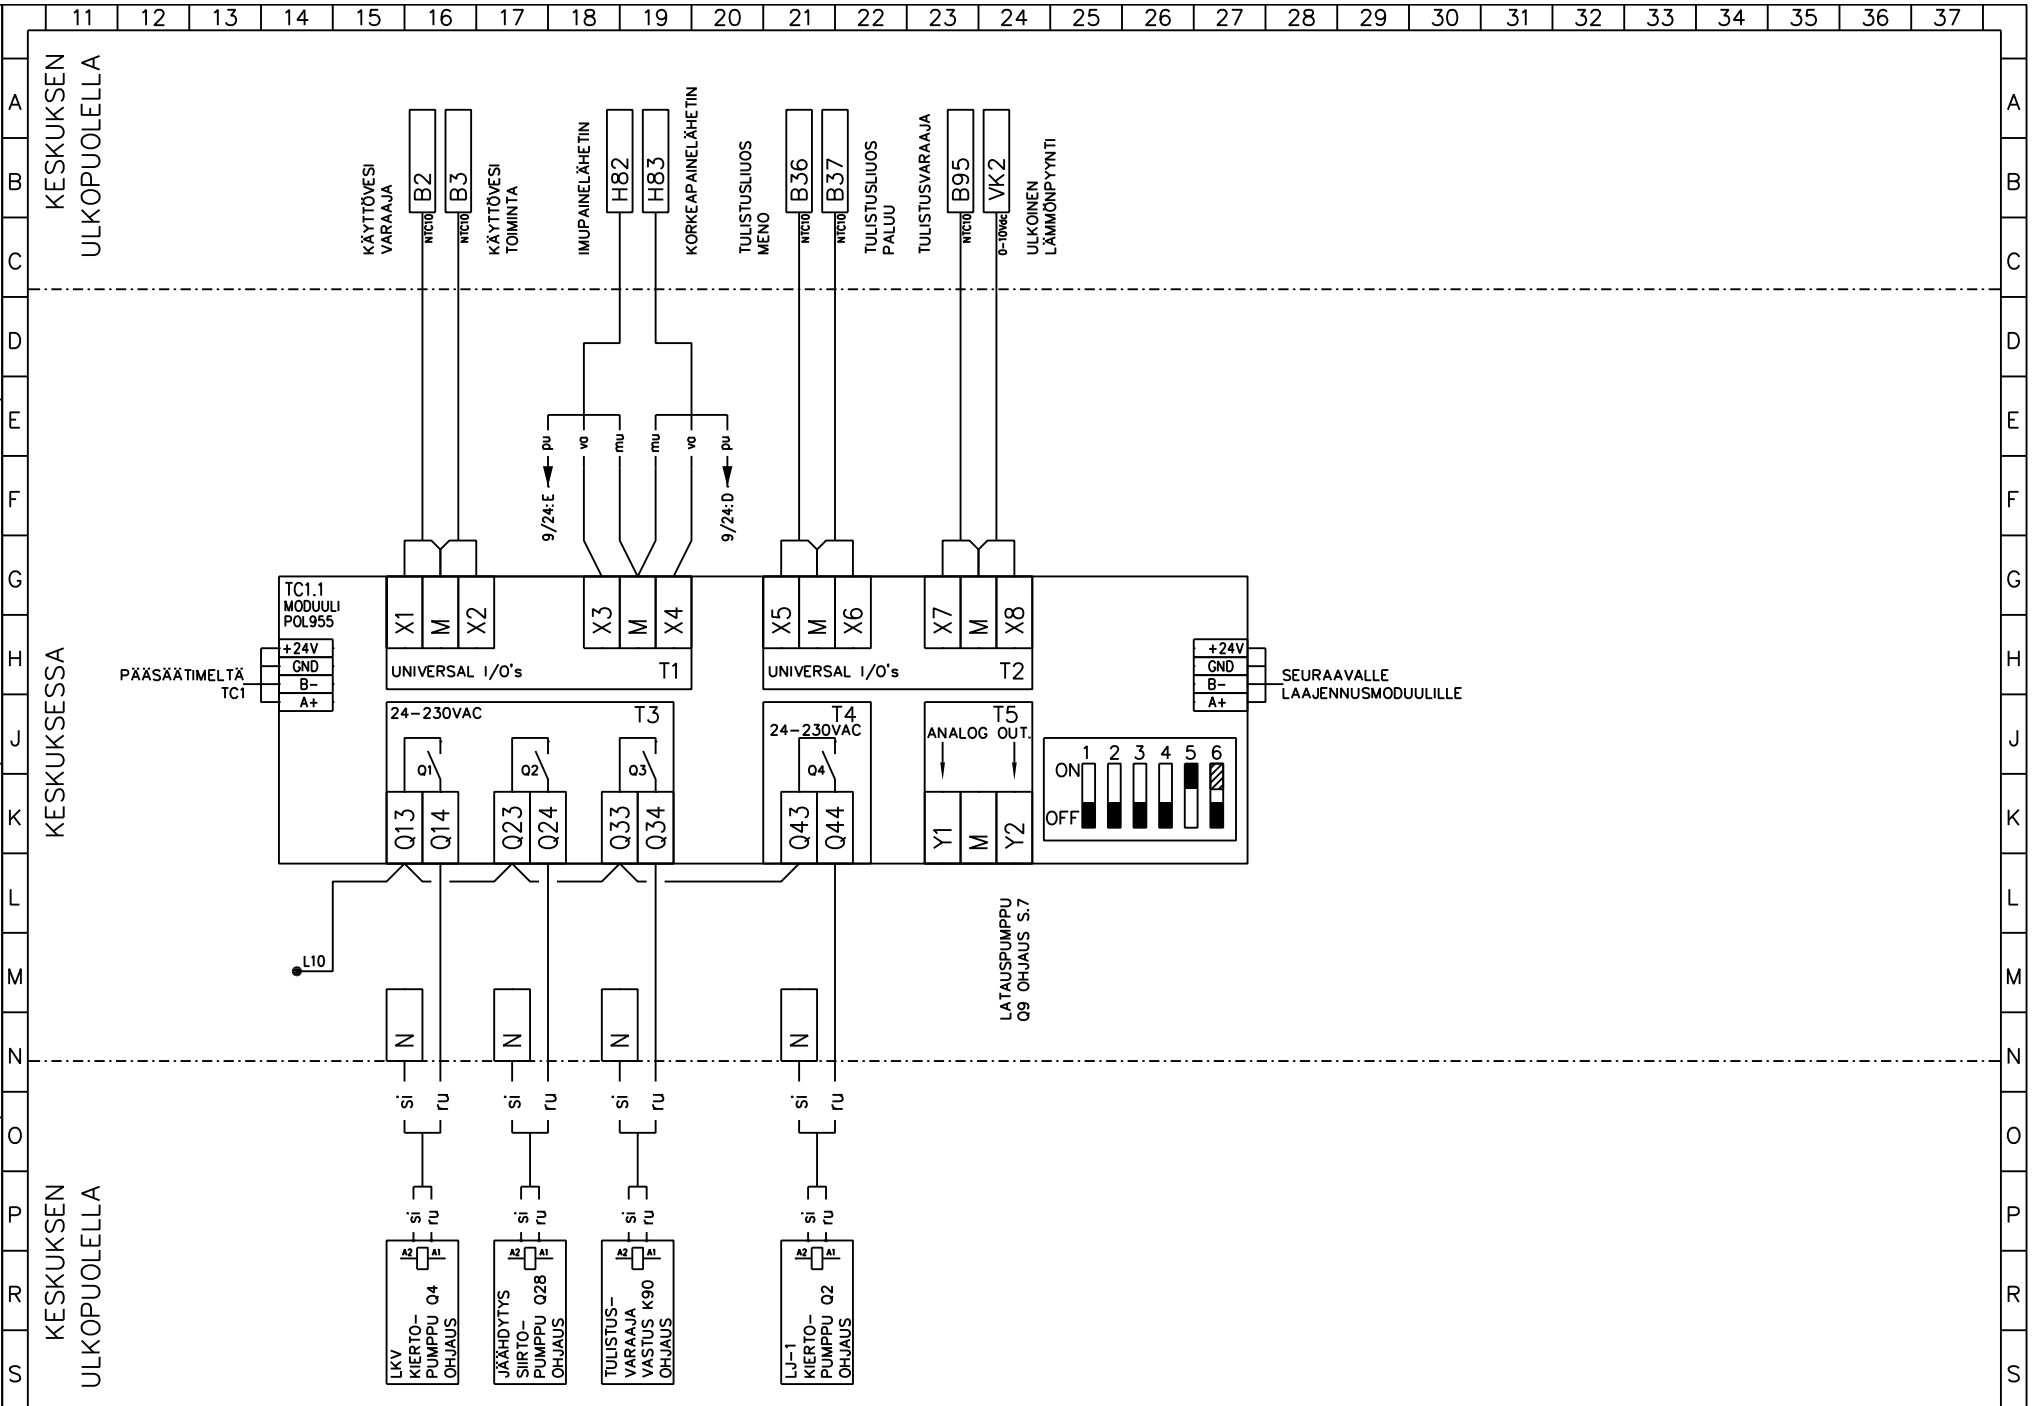 11 12 13 14 15 16 17 18 19 20 21 22 23 24 25 26 27 28 29 30 31 32 33 34 35 36 37
A
B
C
D
E
F
G
H
J
K
L
M
N
O
P
R
S
A
B
C
D
E
F
G
H
J
K
L
M
N
O
P
R
S
KESKUKSEN
ULKOPUOLELLA
KÄYTTÖVESI
VARAAJA
B2
NTC10
B3
NTC10
KÄYTTÖVESI
TOIMINTA
IMUPAINELÄHETIN
H82
H83
KORKEAPAINELÄHETIN
TULISTUSLIUOS
MENO
B36
NTC10
B37
NTC10
TULISTUSLIUOS
PALUU
TULISTUSVARAAJA
B95
NTC10
VK2
0-10Vdc
ULKOINEN
LÄMMÖNPYYNTI
pu
va
mu
mu
va
pu
9/24:E
9/24:D
KESKUKSESSA
TC1.1
MODUULI
POL955
X1 M X2
X3 M X4
X5 M X6
X7 M X8
UNIVERSAL I/O's T1
UNIVERSAL I/O's T2
PÄÄSÄÄTIMELTÄ
TC1
+24V
GND
B-
A+
+24V
GND
B-
A+
SEURAAVALLE
LAAJENNUSMODUULILLE
24-230VAC T3
T4
24-230VAC
T5
ANALOG OUT.
Q1
Q2
Q3
Q4
1 2 3 4 5 6
ON
OFF
Q13 Q14
Q23 Q24
Q33 Q34
Q43 Q44
Y1 M Y2
L10
LATAUSPUMPPU
Q9 OHJAUS S.7
N
N
N
N
si ru
si ru
si ru
si ru
KESKUKSEN
ULKOPUOLELLA
si ru
si ru
si ru
si ru
A2 A1
A2 A1
A2 A1
A2 A1
LKV
KIERTO-
PUMPPU Q4
OHJAUS
JÄÄHDYTYS
SIIRTO-
PUMPPU Q28
OHJAUS
TULISTUS-
VARAAJA
VASTUS K90
OHJAUS
LJ-1
KIERTO-
PUMPPU Q2
OHJAUS